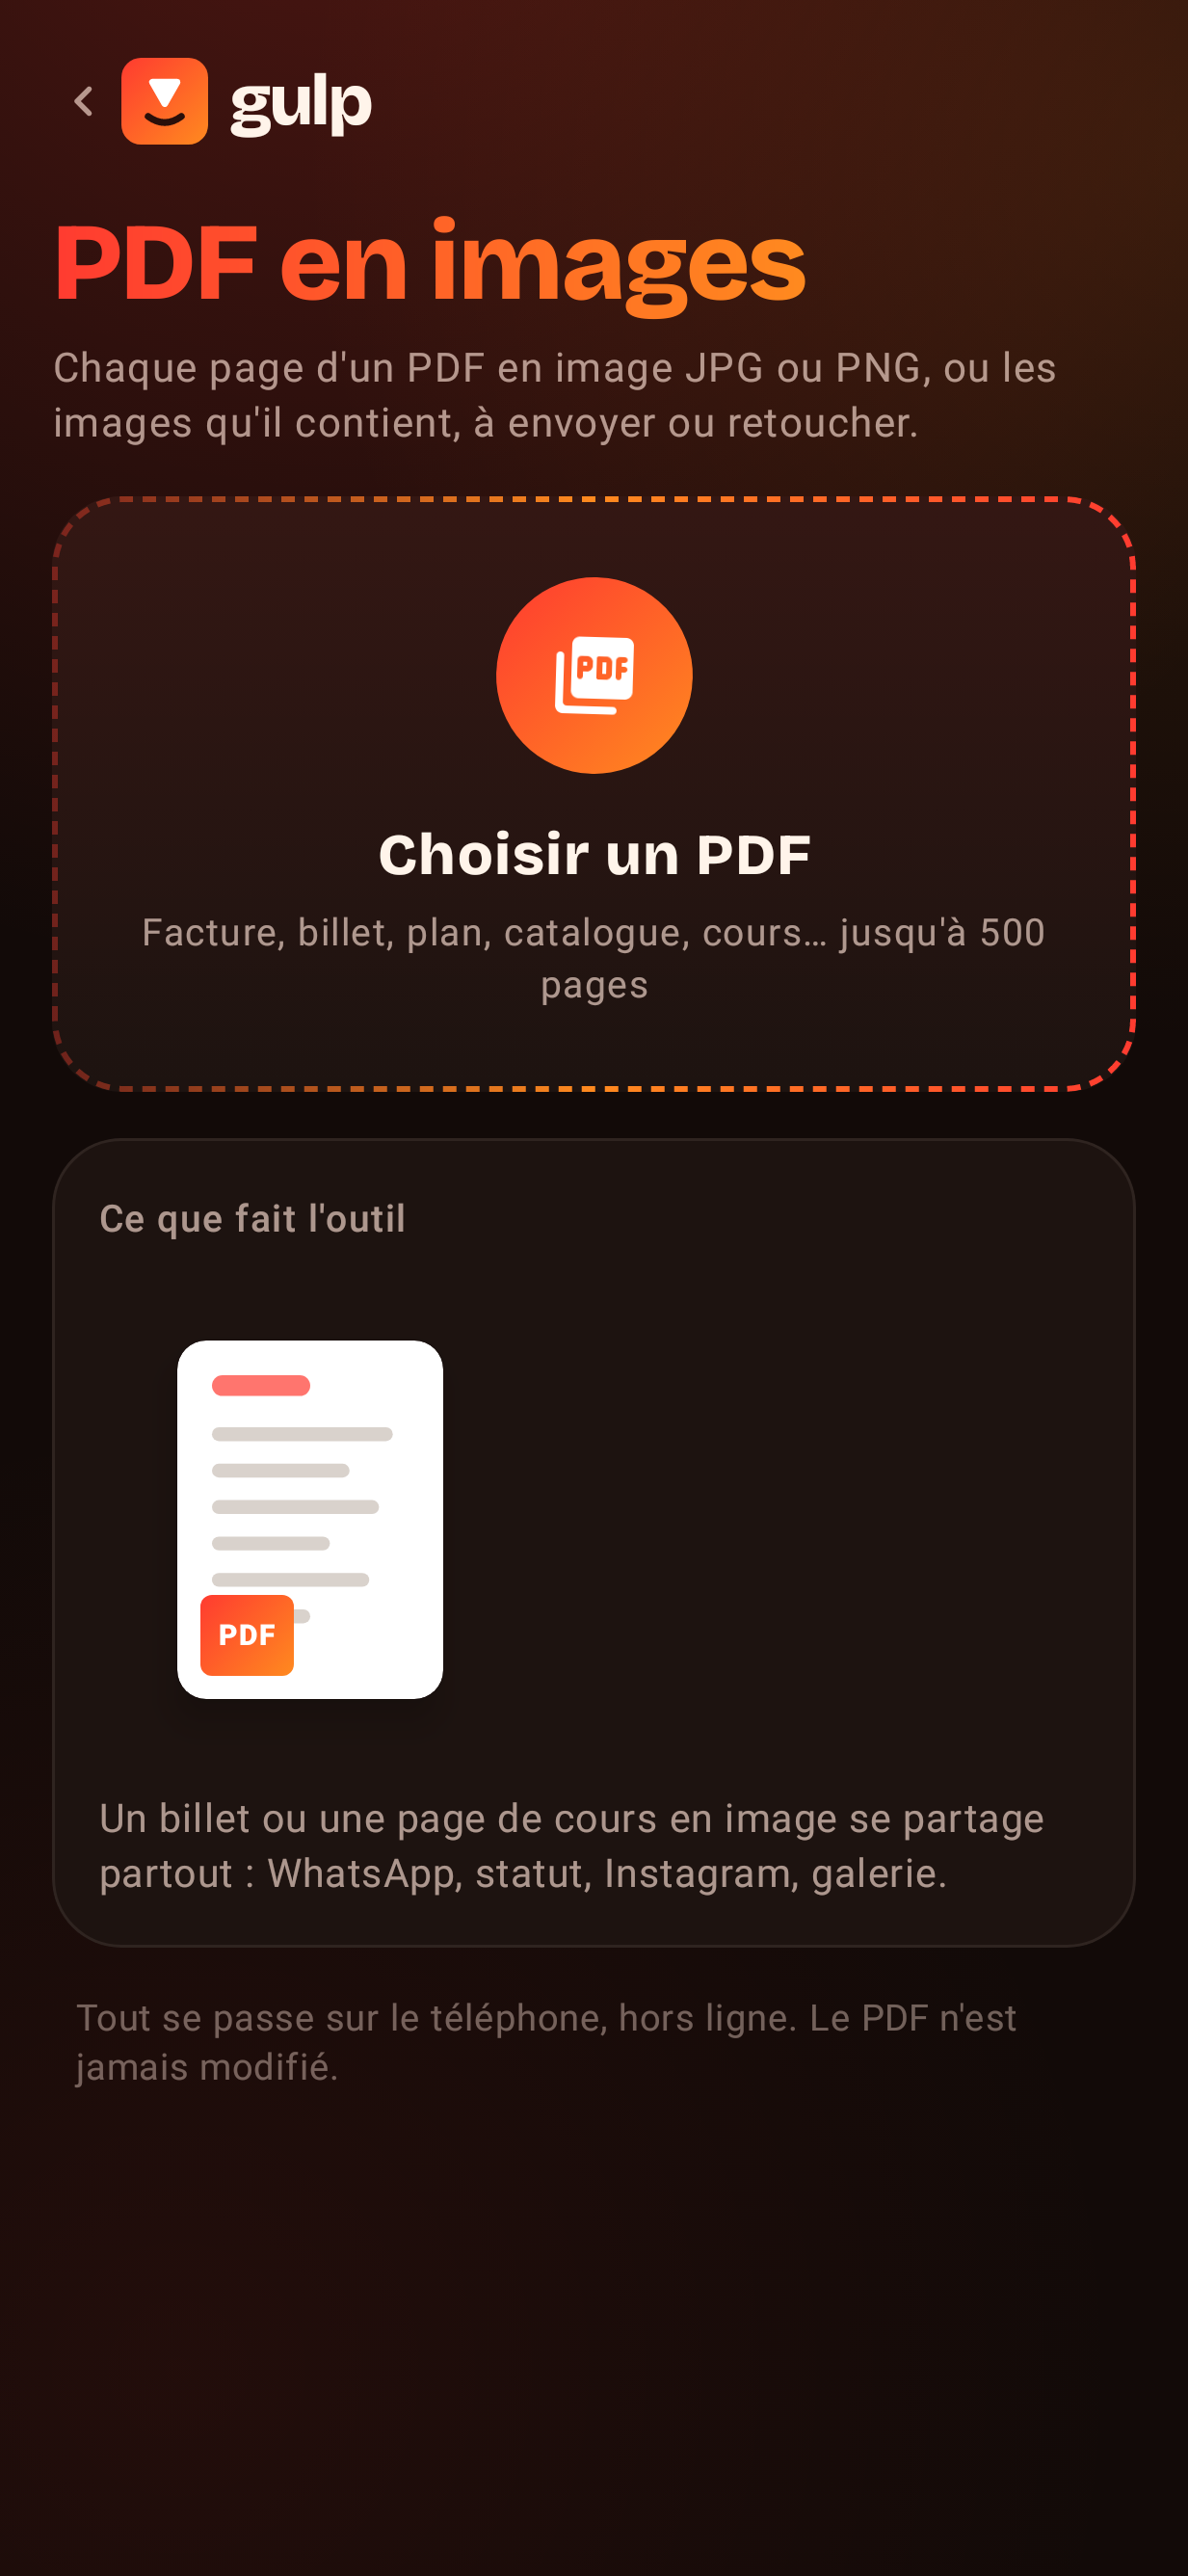 gulp
PDF en images
Chaque page d'un PDF en image JPG ou PNG, ou les
images qu'il contient, à envoyer ou retoucher.
PDF
Choisir un PDF
Facture, billet, plan, catalogue, cours… jusqu'à 500
pages
Ce que fait l'outil
PDF
Un billet ou une page de cours en image se partage
partout : WhatsApp, statut, Instagram, galerie.
Tout se passe sur le téléphone, hors ligne. Le PDF n'est
jamais modifié.